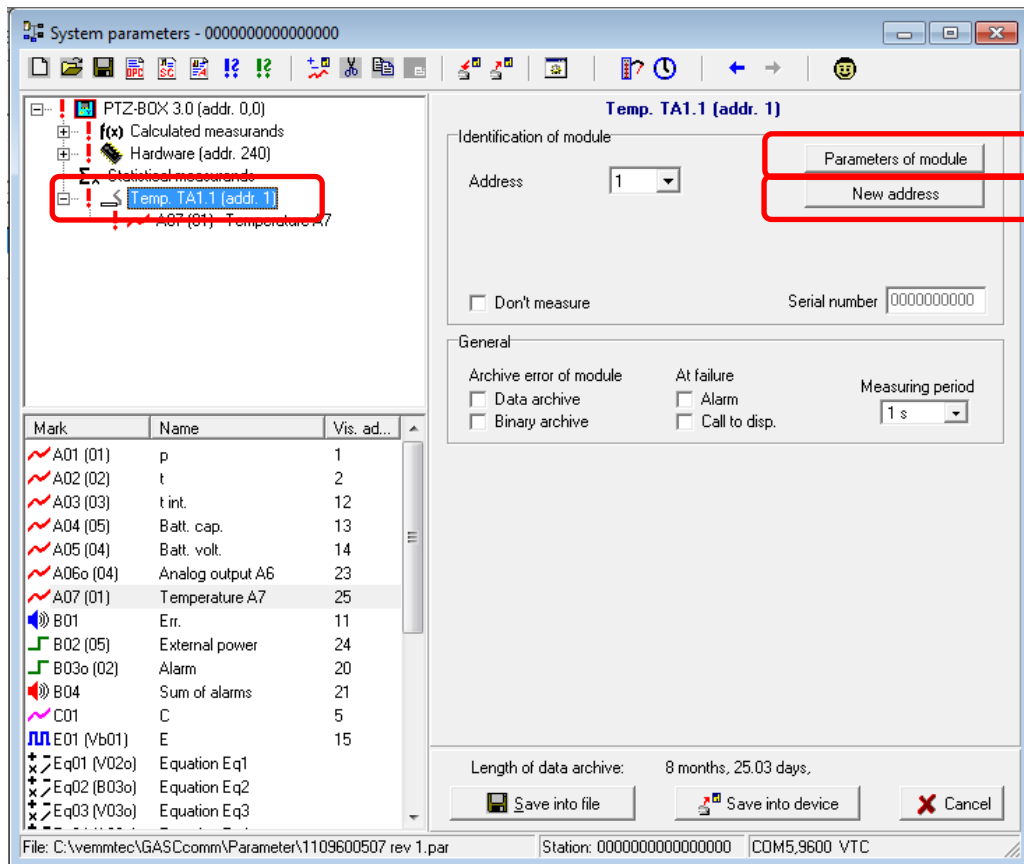 System parameters - 0000000000000000
PTZ-BOX 3.0 (addr. 0,0)
f(x) Calculated measurands
Hardware (addr. 240)
Statistical measurands
Temp. TA1.1 (addr. 1)
A07 (01) - Temperature A7
Temp. TA1.1 (addr. 1)
Identification of module
Address 1
Parameters of module
New address
Don't measure
Serial number 0000000000
General
Archive error of module
Data archive
Binary archive
At failure
Alarm
Call to disp.
Measuring period
1 s
Mark Name Vis. ad...
A01 (01) p 1
A02 (02) t 2
A03 (03) t int. 12
A04 (05) Batt. cap. 13
A05 (04) Batt. volt. 14
A06o (04) Analog output A6 23
A07 (01) Temperature A7 25
B01 Err. 11
B02 (05) External power 24
B03o (02) Alarm 20
B04 Sum of alarms 21
C01 C 5
E01 (Vb01) E 15
Eq01 (V02o) Equation Eq1
Eq02 (B03o) Equation Eq2
Eq03 (V03o) Equation Eq3
Length of data archive: 8 months, 25.03 days,
Save into file
Save into device
Cancel
File: C:\vemmtec\GASCcomm\Parameter\1109600507 rev 1.par
Station: 0000000000000000
COM5,9600 VTC